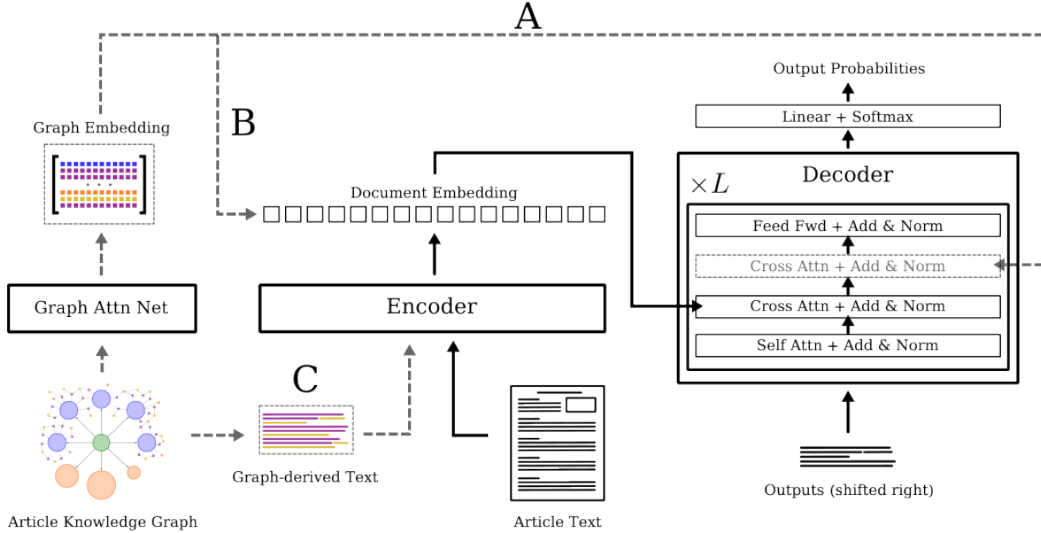 A
Output Probabilities
Linear + Softmax
Graph Embedding
B
Document Embedding
Decoder
×L
Feed Fwd + Add & Norm
Cross Attn + Add & Norm
Cross Attn + Add & Norm
Self Attn + Add & Norm
Graph Attn Net
Encoder
C
Graph-derived Text
Outputs (shifted right)
Article Knowledge Graph
Article Text